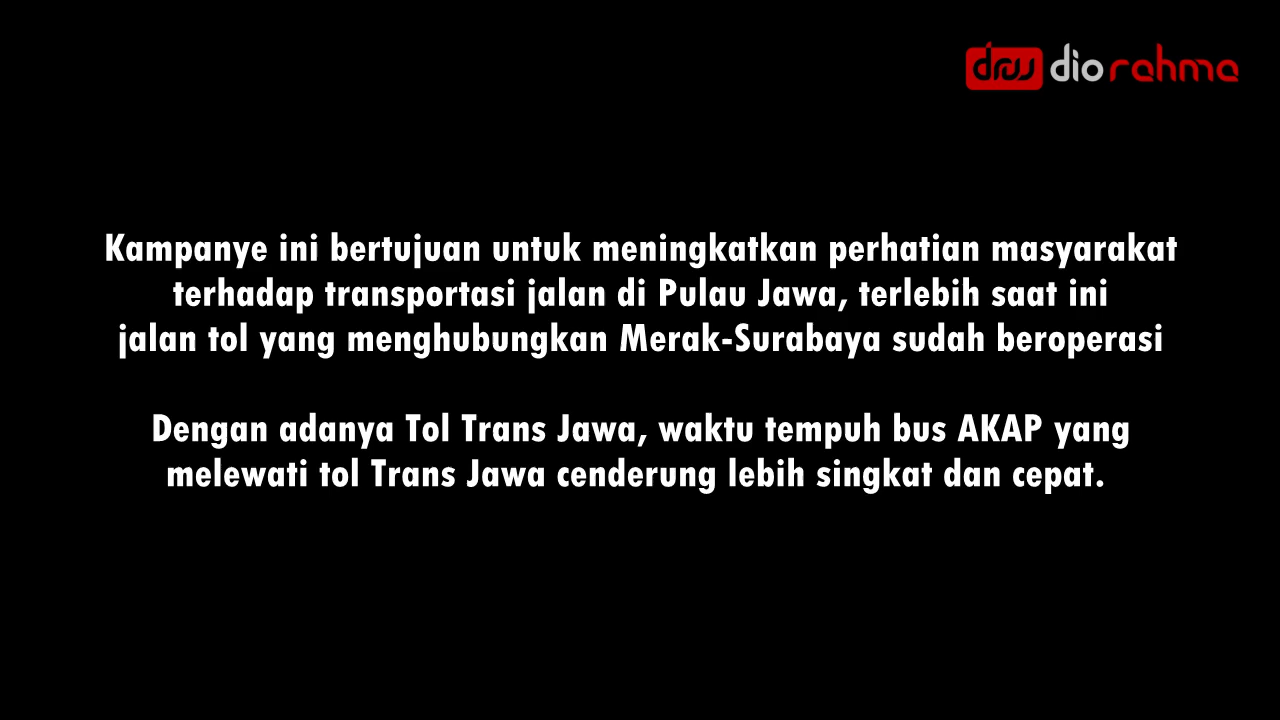 drw dio rahma
Kampanye ini bertujuan untuk meningkatkan perhatian masyarakat
terhadap transportasi jalan di Pulau Jawa, terlebih saat ini
jalan tol yang menghubungkan Merak-Surabaya sudah beroperasi
Dengan adanya Tol Trans Jawa, waktu tempuh bus AKAP yang
melewati tol Trans Jawa cenderung lebih singkat dan cepat.